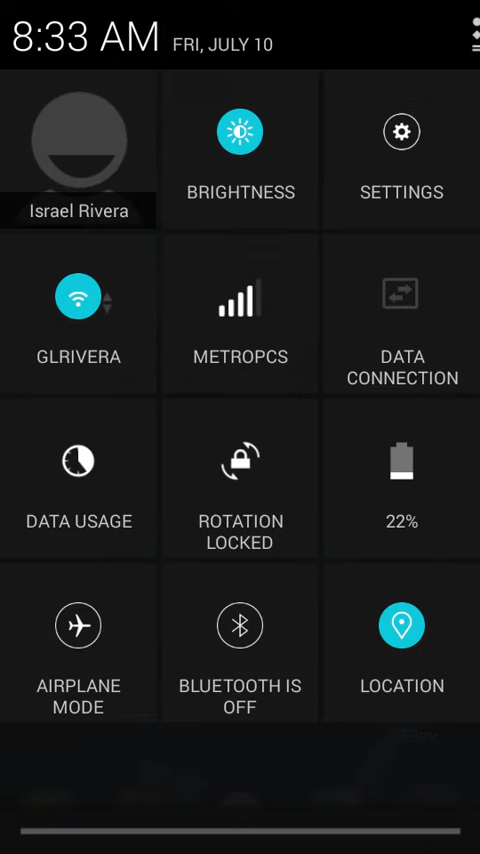 8:33 AM FRI, JULY 10
Israel Rivera
BRIGHTNESS
SETTINGS
GLRIVERA
METROPCS
DATA
CONNECTION
DATA USAGE
ROTATION
LOCKED
22%
AIRPLANE
MODE
BLUETOOTH IS
OFF
LOCATION
Play